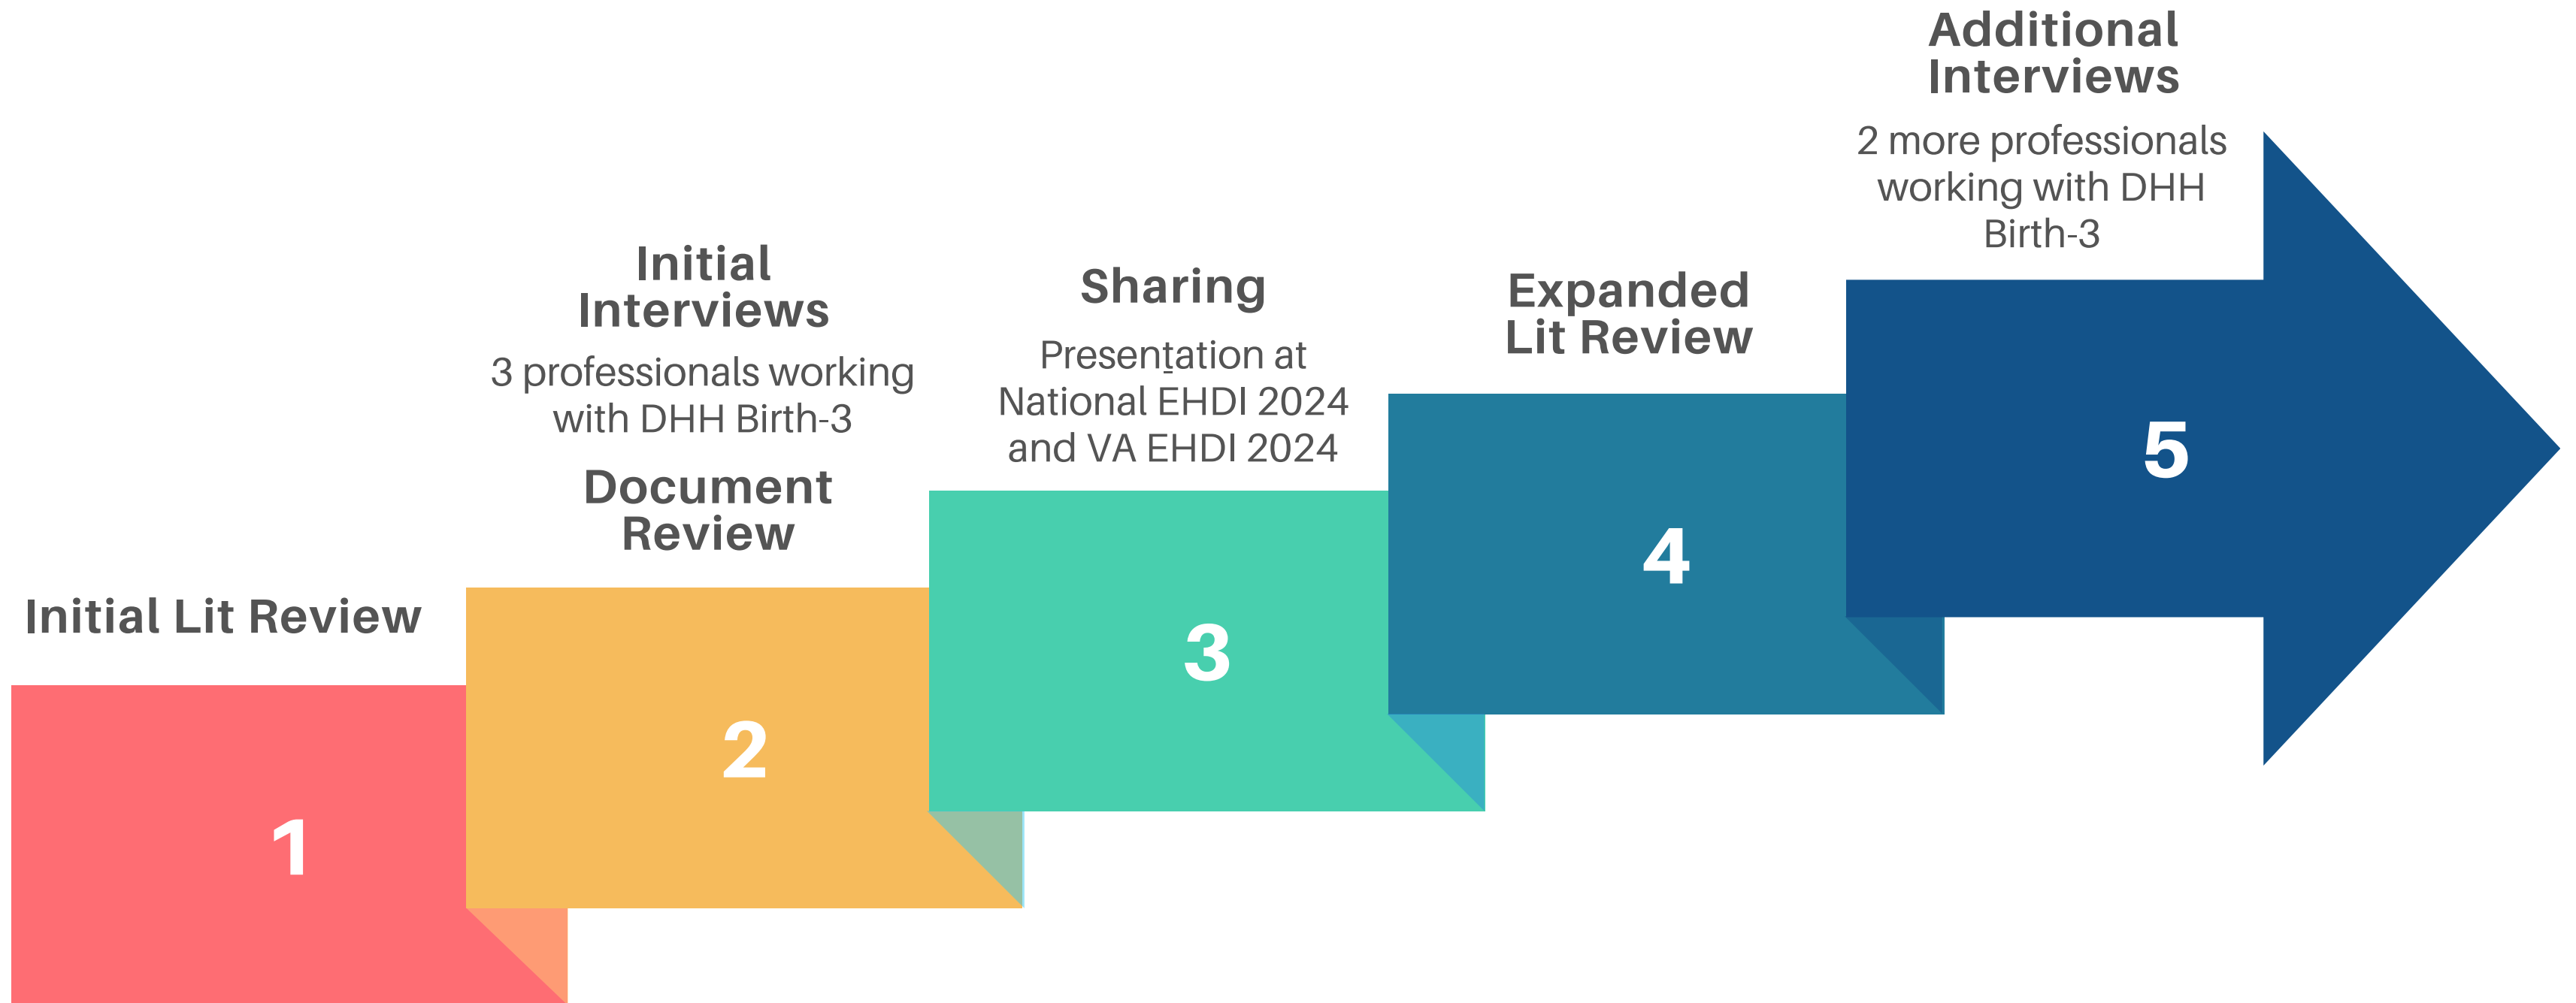 Initial Lit Review
1
Initial
Interviews
3 professionals working
with DHH Birth-3
Document
Review
2
Sharing
Presentation at
National EHDI 2024
and VA EHDI 2024
3
Expanded
Lit Review
4
Additional
Interviews
2 more professionals
working with DHH
Birth-3
5